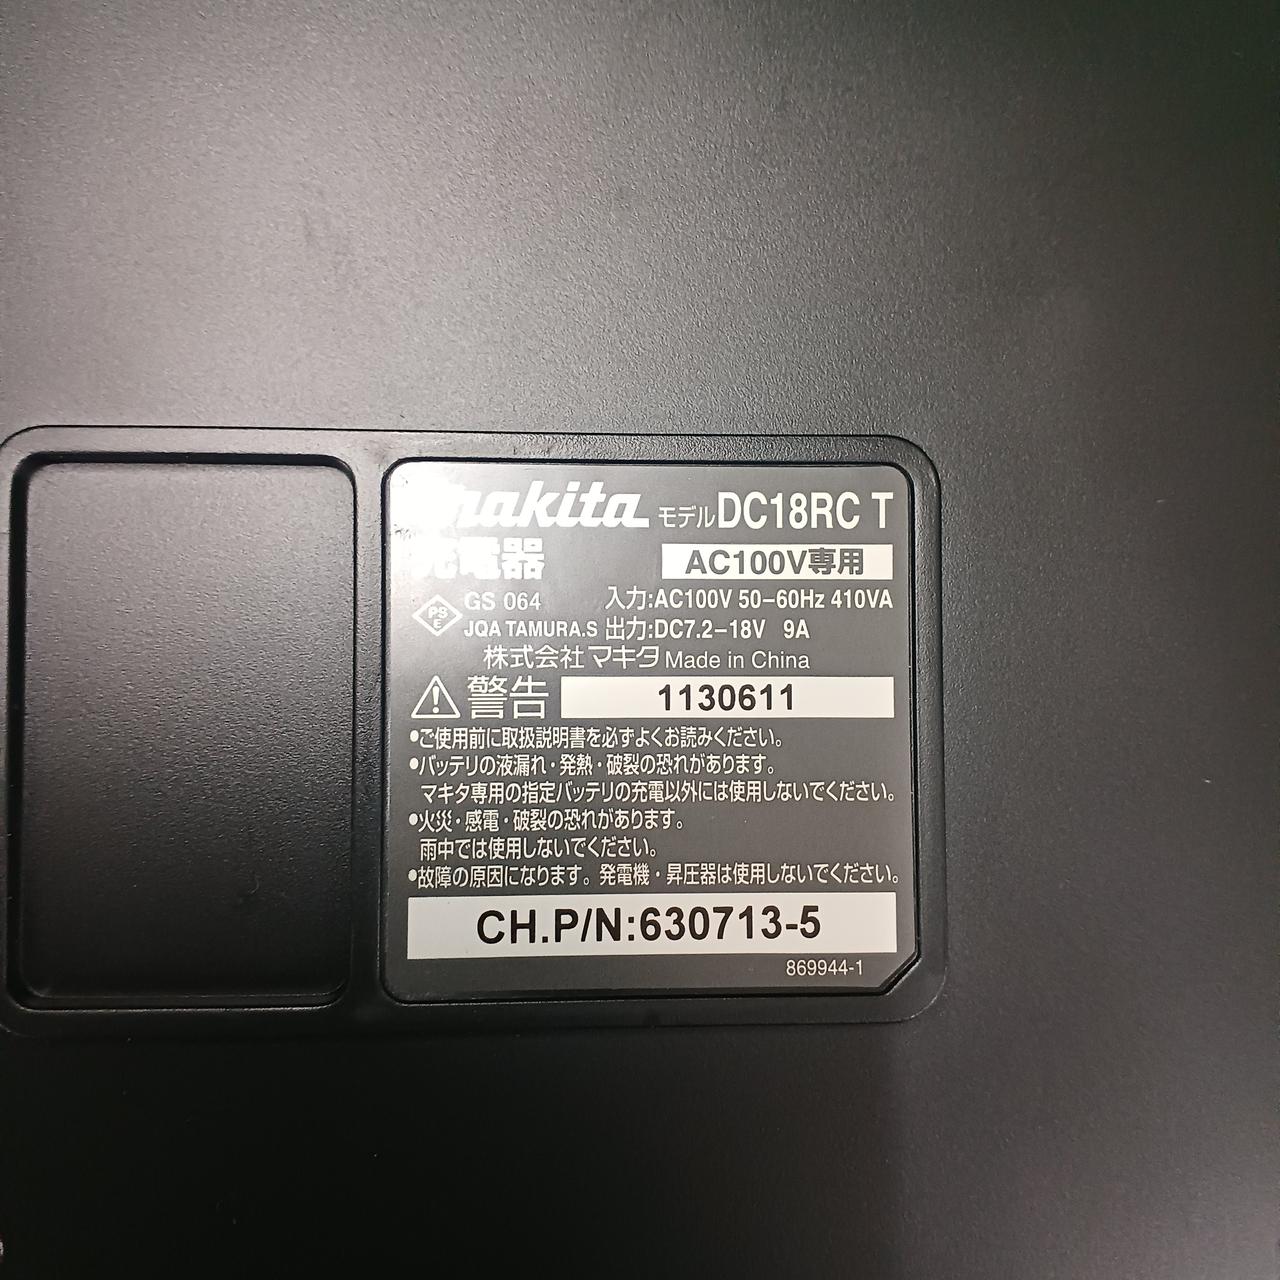 makita モデル DC18RC T
充電器 AC100V専用
PS E GS 064 入力:AC100V 50-60Hz 410VA
JQA TAMURA.S 出力:DC7.2-18V 9A
株式会社マキタ Made in China
警告 1130611
•ご使用前に取扱説明書を必ずよくお読みください。
•バッテリの液漏れ・発熱・破裂の恐れがあります。
マキタ専用の指定バッテリの充電以外には使用しないでください。
•火災・感電・破裂の恐れがあります。
雨中では使用しないでください。
•故障の原因になります。発電機・昇圧器は使用しないでください。
CH.P/N:630713-5
869944-1